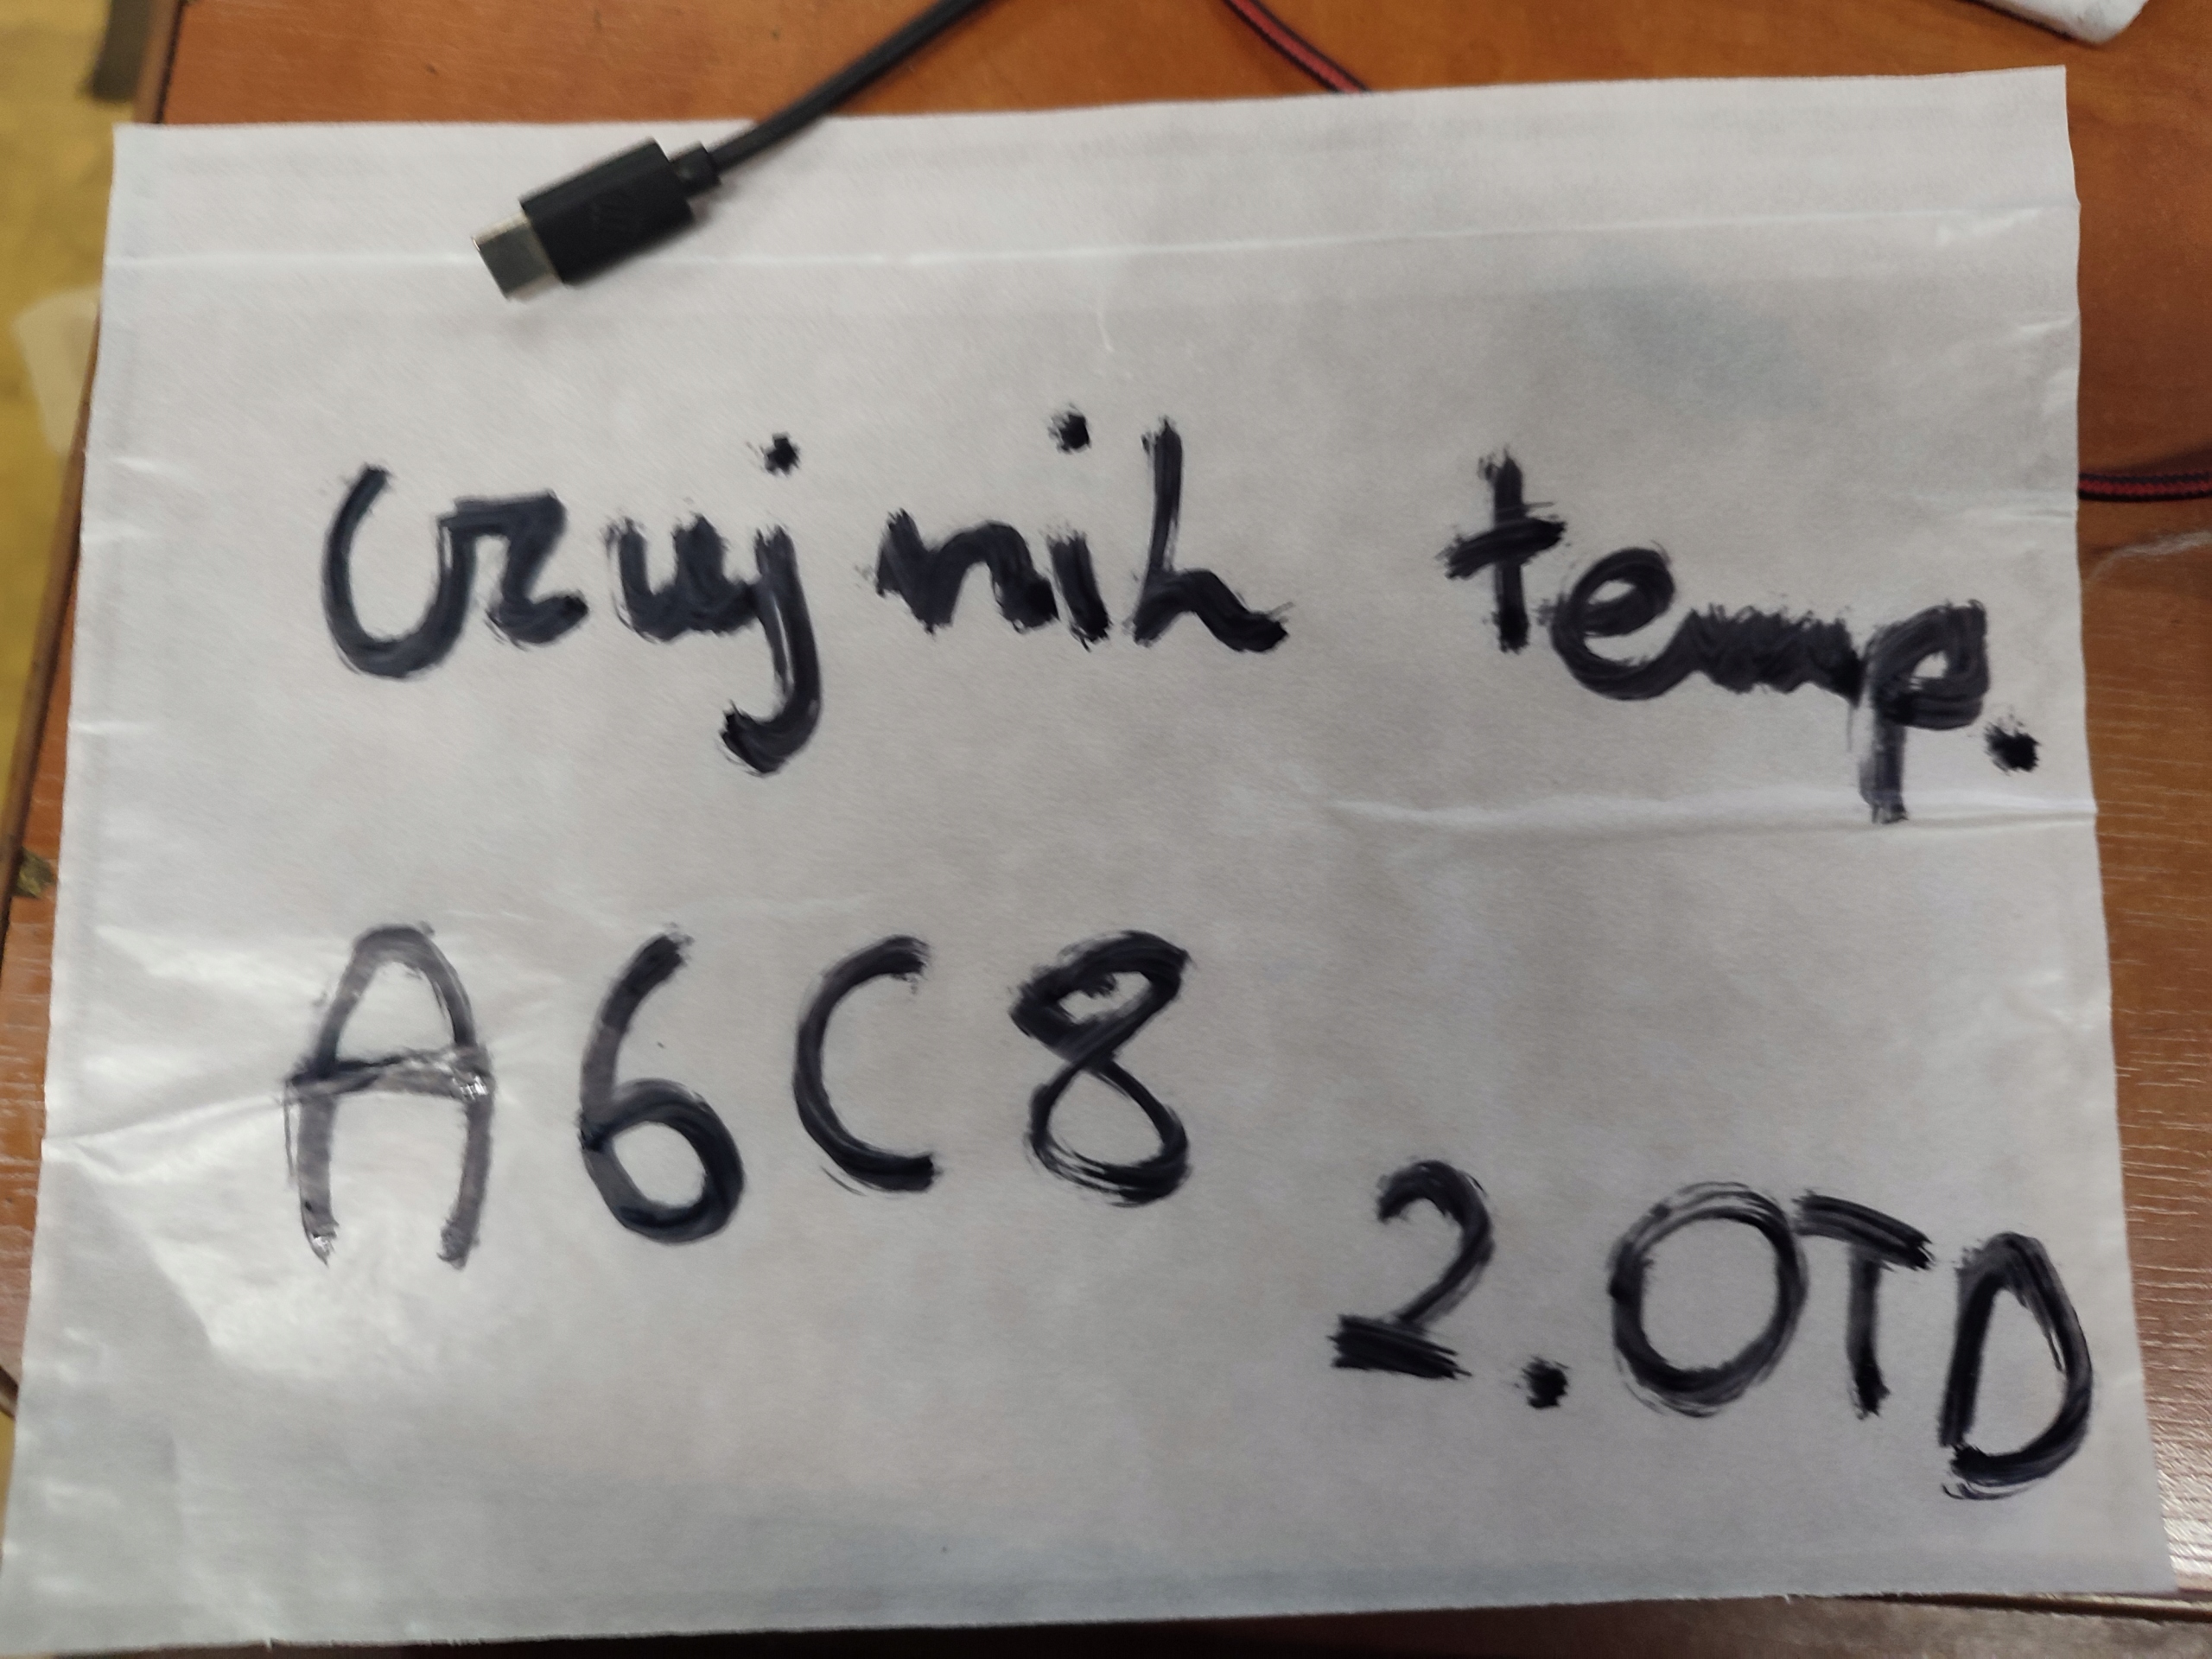 Czujnik temp.
A6C8
2.0TD